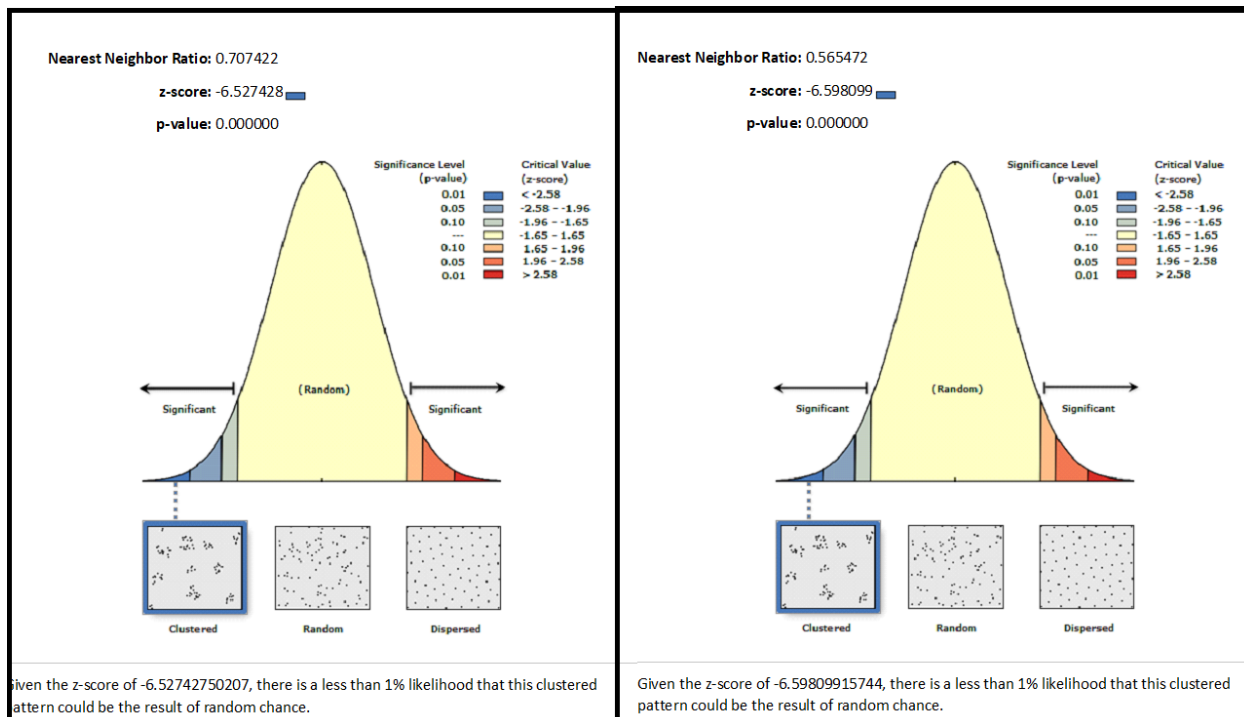 Nearest Neighbor Ratio: 0.707422
z-score: -6.527428
p-value: 0.000000
Significance Level Critical Value
(p-value) (z-score)
0.01 < -2.58
0.05 -2.58 - -1.96
0.10 -1.96 - -1.65
--- -1.65 - 1.65
0.10 1.65 - 1.96
0.05 1.96 - 2.58
0.01 > 2.58
(Random)
Significant Significant
Clustered Random Dispersed
Given the z-score of -6.52742750207, there is a less than 1% likelihood that this clustered
pattern could be the result of random chance.
Nearest Neighbor Ratio: 0.565472
z-score: -6.598099
p-value: 0.000000
Significance Level Critical Value
(p-value) (z-score)
0.01 < -2.58
0.05 -2.58 - -1.96
0.10 -1.96 - -1.65
--- -1.65 - 1.65
0.10 1.65 - 1.96
0.05 1.96 - 2.58
0.01 > 2.58
(Random)
Significant Significant
Clustered Random Dispersed
Given the z-score of -6.59809915744, there is a less than 1% likelihood that this clustered
pattern could be the result of random chance.